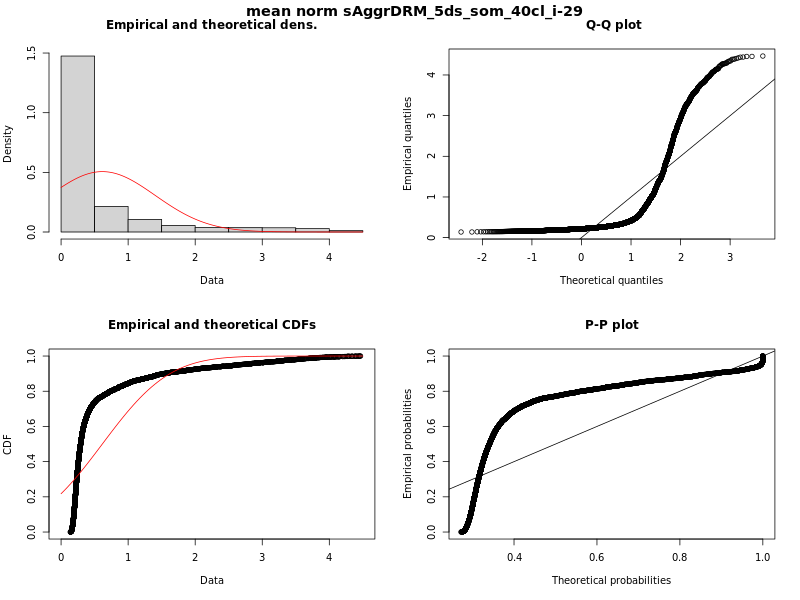 mean norm sAggrDRM_5ds_som_40cl_i-29
Empirical and theoretical dens.
Density
0.0 0.5 1.0 1.5
0 1 2 3 4
Data
Q-Q plot
Empirical quantiles
0 1 2 3 4
-2 -1 0 1 2 3
Theoretical quantiles
Empirical and theoretical CDFs
CDF
0.0 0.2 0.4 0.6 0.8 1.0
0 1 2 3 4
Data
P-P plot
Empirical probabilities
0.0 0.2 0.4 0.6 0.8 1.0
0.4 0.6 0.8 1.0
Theoretical probabilities